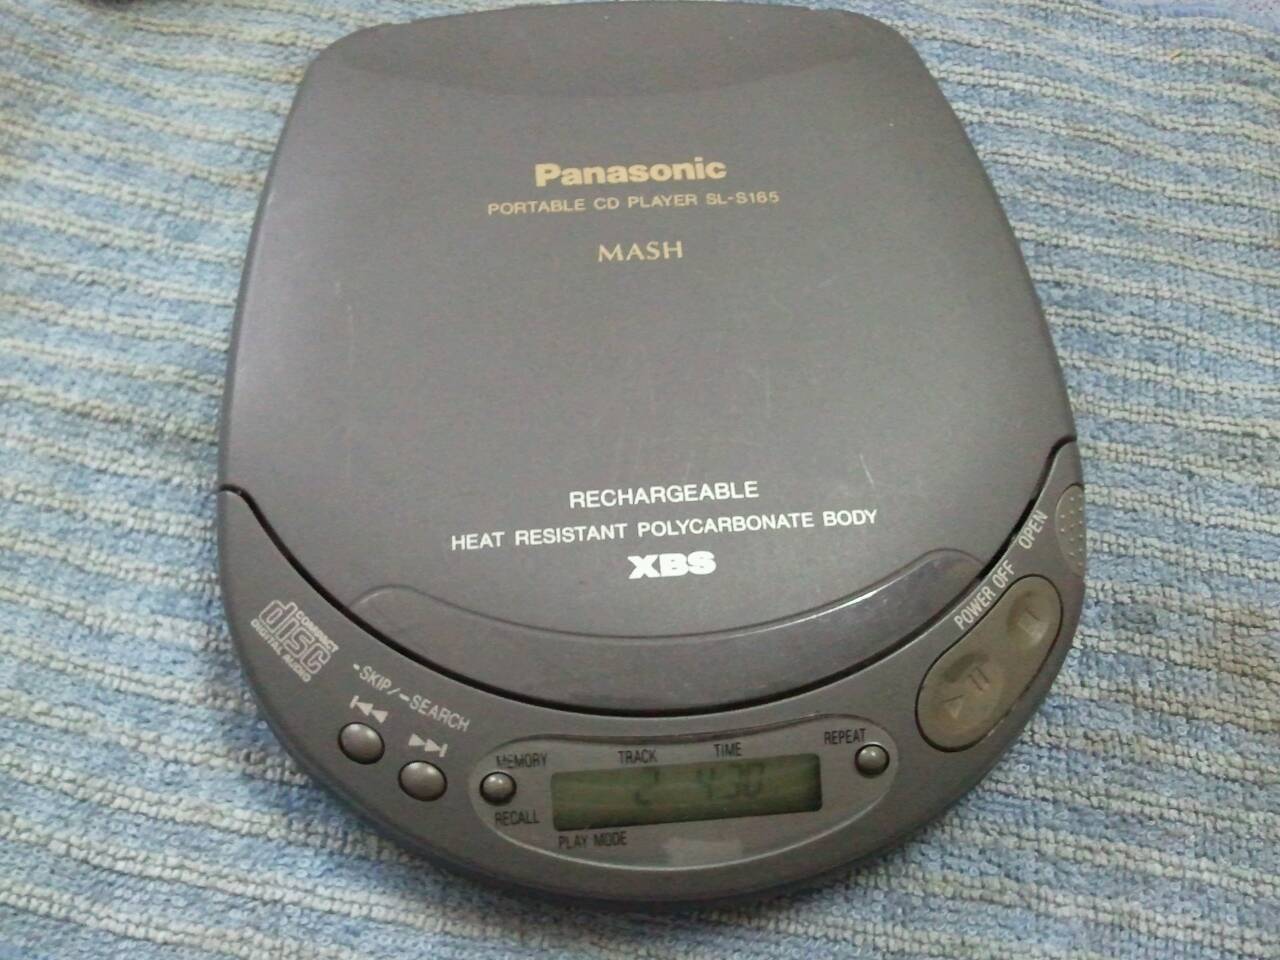 Panasonic
PORTABLE CD PLAYER SL-S165
MASH
RECHARGEABLE
HEAT RESISTANT POLYCARBONATE BODY
XBS
OPEN
POWER OFF
COMPACT
disc
DIGITAL AUDIO
-SKIP/-SEARCH
MEMORY
TRACK
TIME
REPEAT
2 4:30
RECALL
PLAY MODE